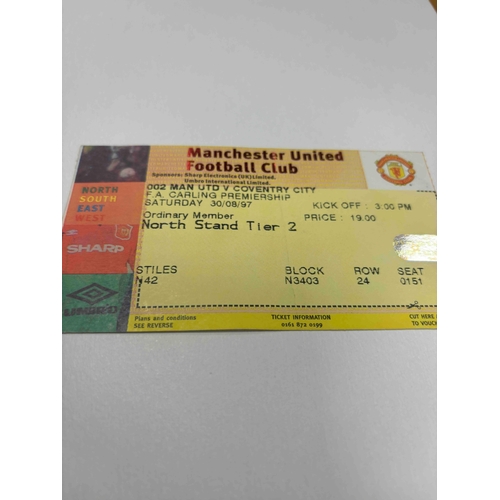 Manchester United
Football Club
Sponsors: Sharp Electronics (UK) Limited.
Umbro International Limited.
002 MAN UTD V COVENTRY CITY
F.A. CARLING PREMIERSHIP
SATURDAY 30/08/97
KICK OFF : 3:00 PM
PRICE : 19.00
Ordinary Member
North Stand Tier 2
NORTH
SOUTH
EAST
WEST
SHARP
UMBRO
STILES BLOCK ROW SEAT
N42 N3403 24 0151
Plans and conditions
SEE REVERSE
TICKET INFORMATION
0161 872 0199
CUT HERE
TO VOUCH